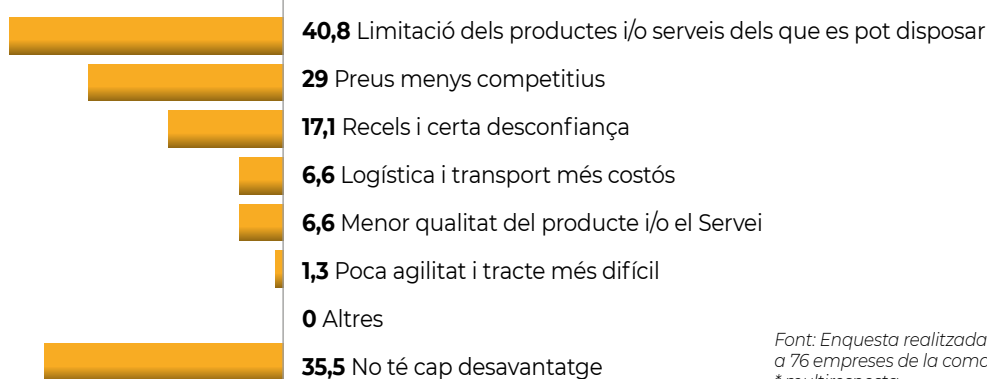 40,8 Limitació dels productes i/o serveis dels que es pot disposar
29 Preus menys competitius
17,1 Recels i certa desconfiança
6,6 Logística i transport més costós
6,6 Menor qualitat del producte i/o el Servei
1,3 Poca agilitat i tracte més difícil
0 Altres
35,5 No té cap desavantatge
Font: Enquesta realitzada
a 76 empreses de la